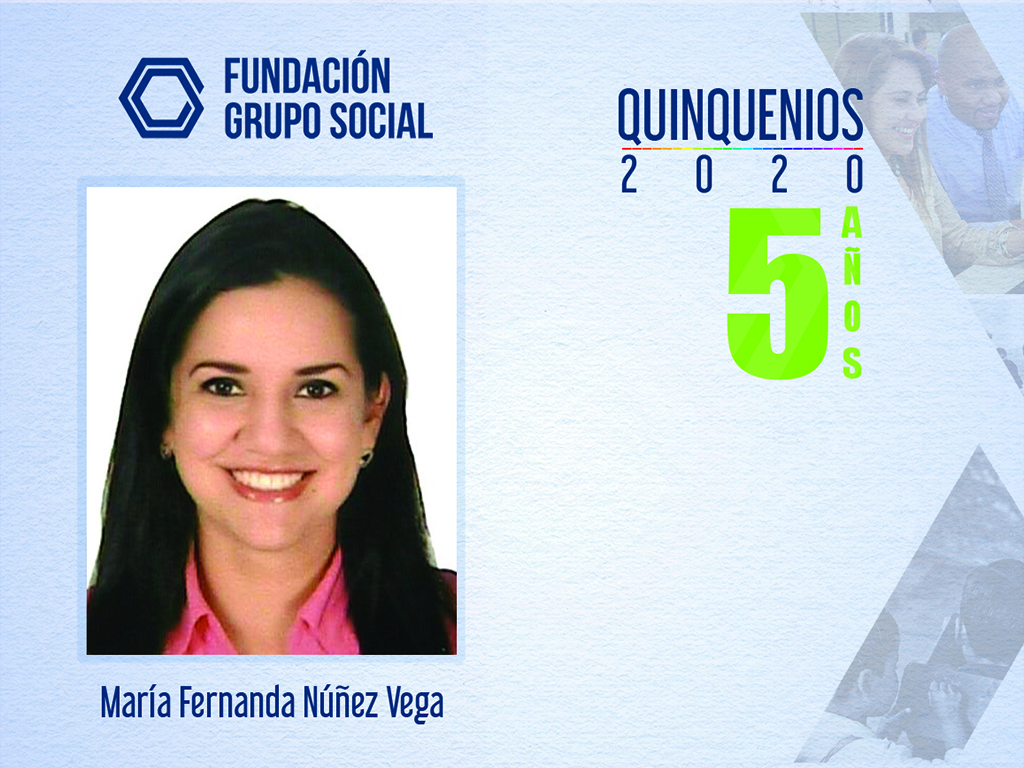 FUNDACIÓN
GRUPO SOCIAL
QUINQUENIOS
2020
5 AÑOS
María Fernanda Núñez Vega